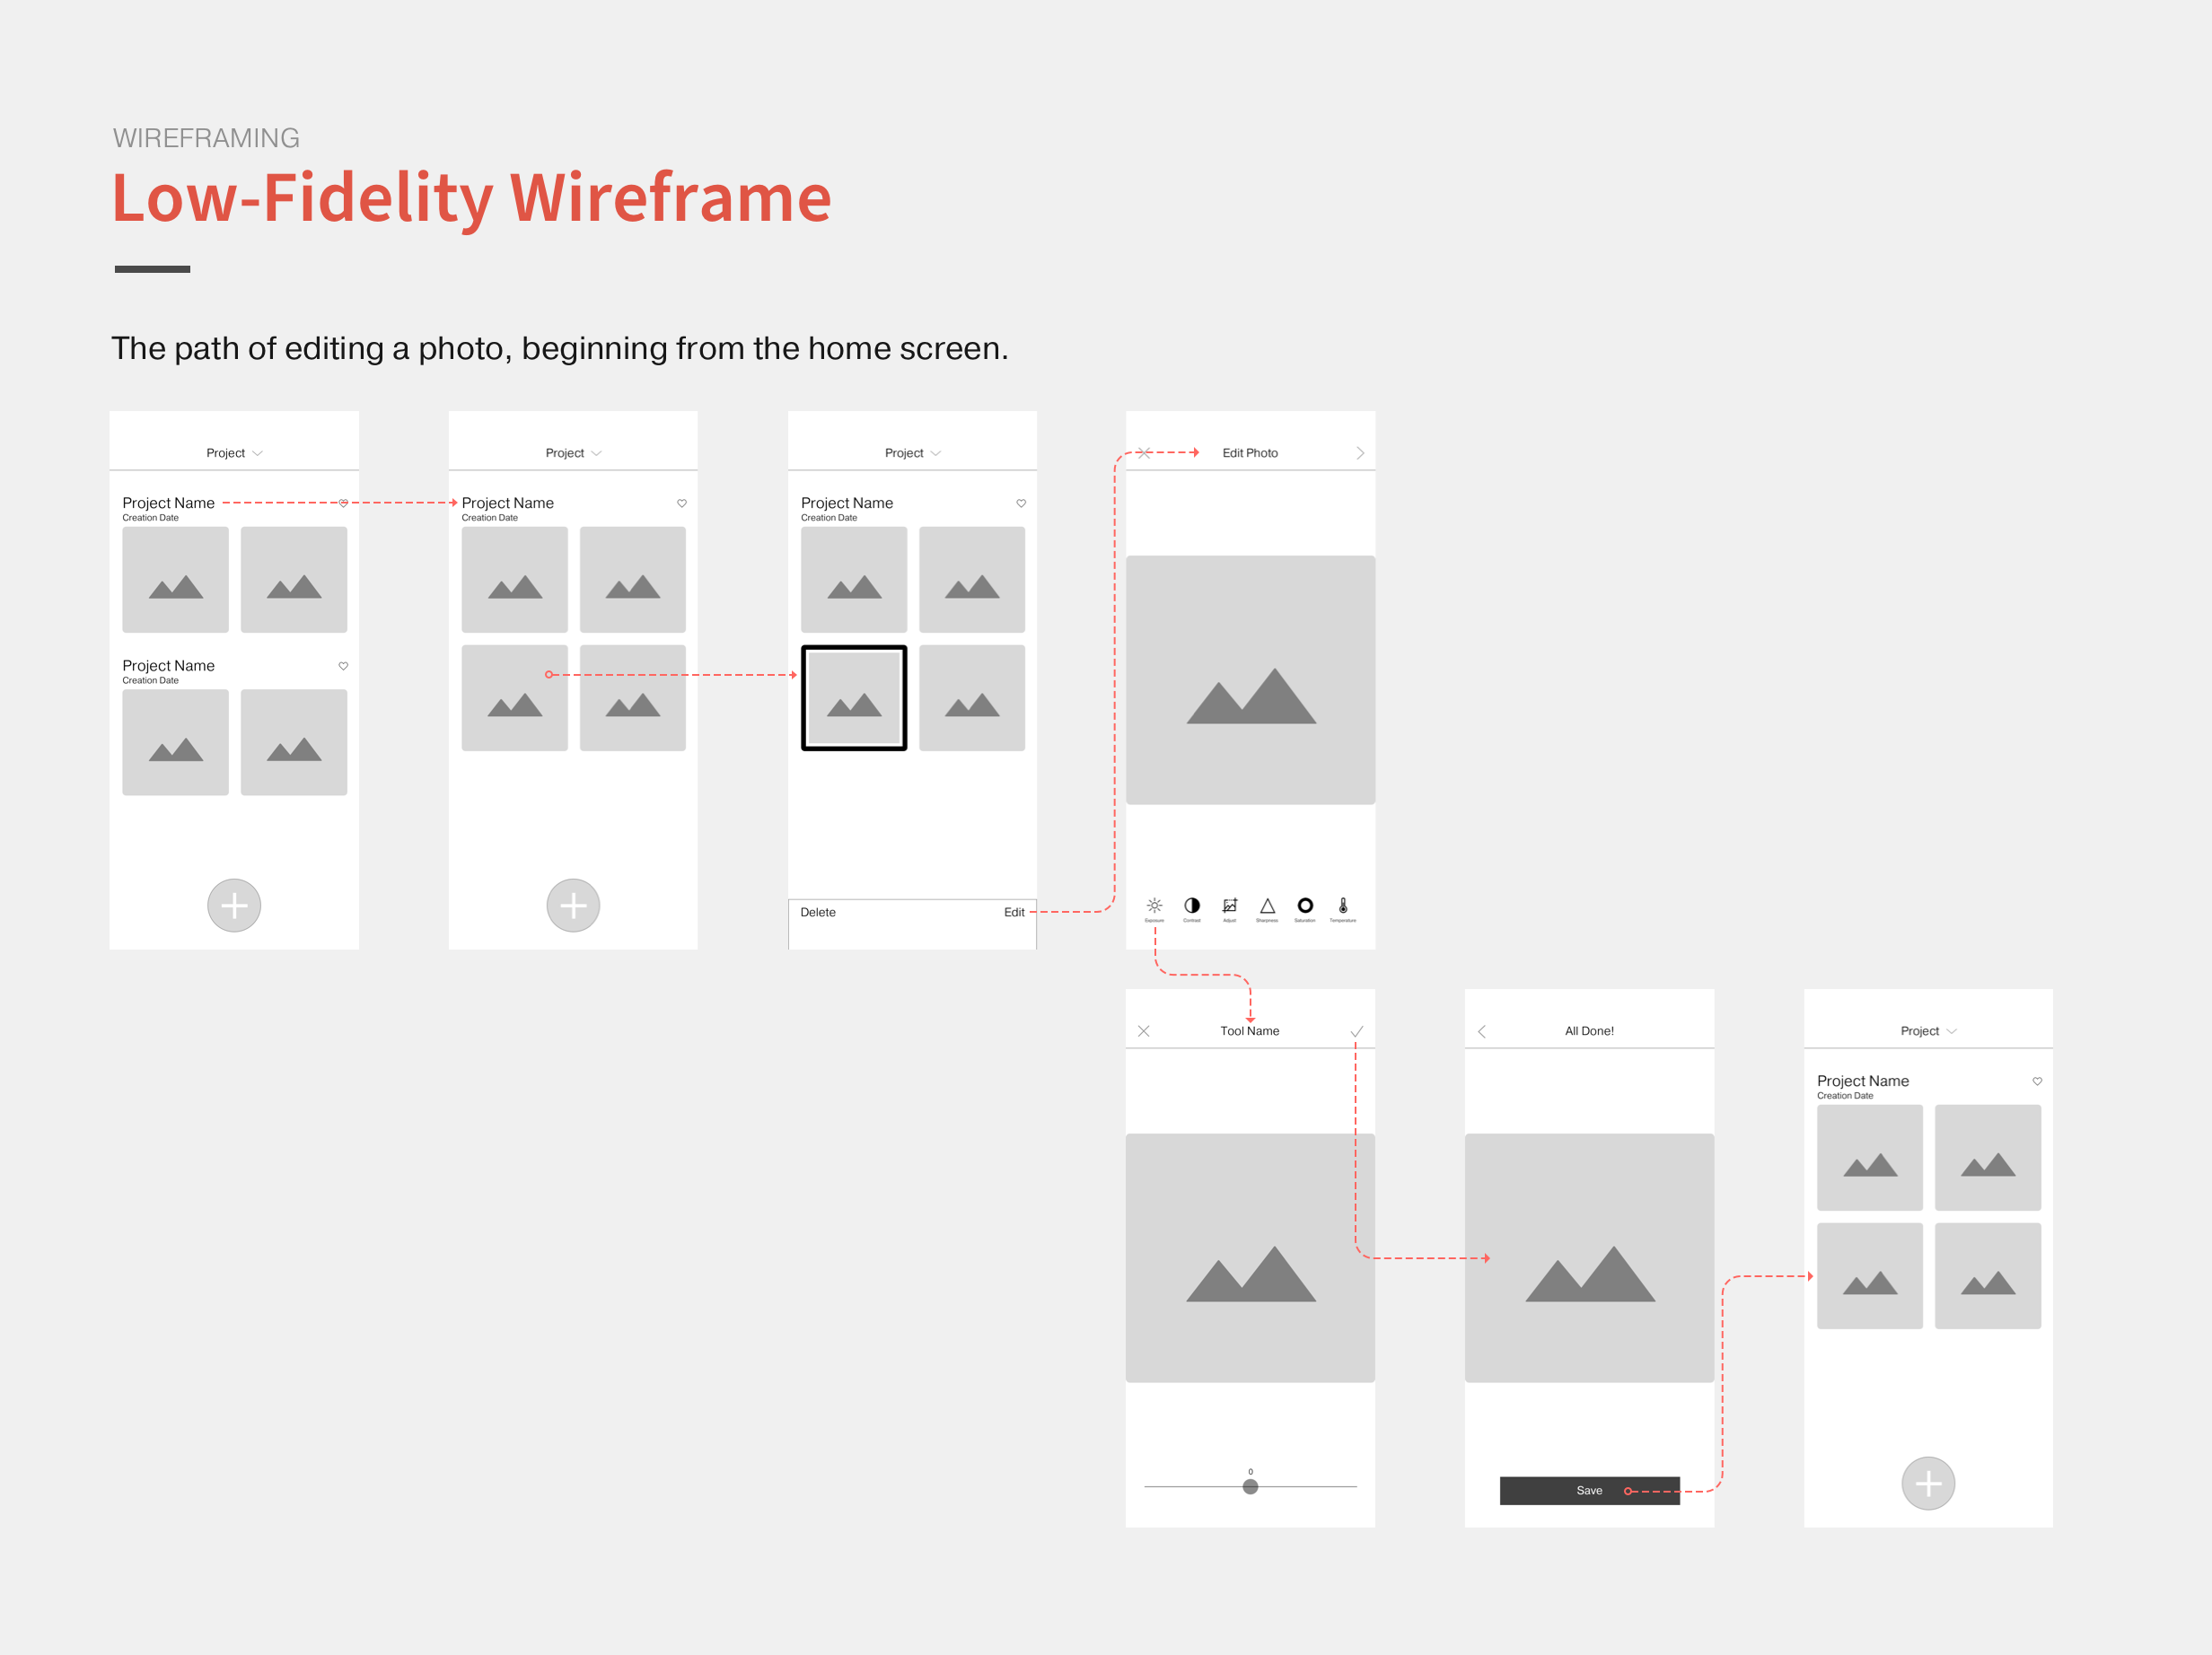 WIREFRAMING
Low-Fidelity Wireframe
The path of editing a photo, beginning from the home screen.
Project
Project Name
Creation Date
Project Name
Creation Date
Project
Project Name
Creation Date
Project
Project Name
Creation Date
Delete Edit
Edit Photo
Exposure Contrast Adjust Sharpness Saturation Temperature
Tool Name
0
All Done!
Save
Project
Project Name
Creation Date